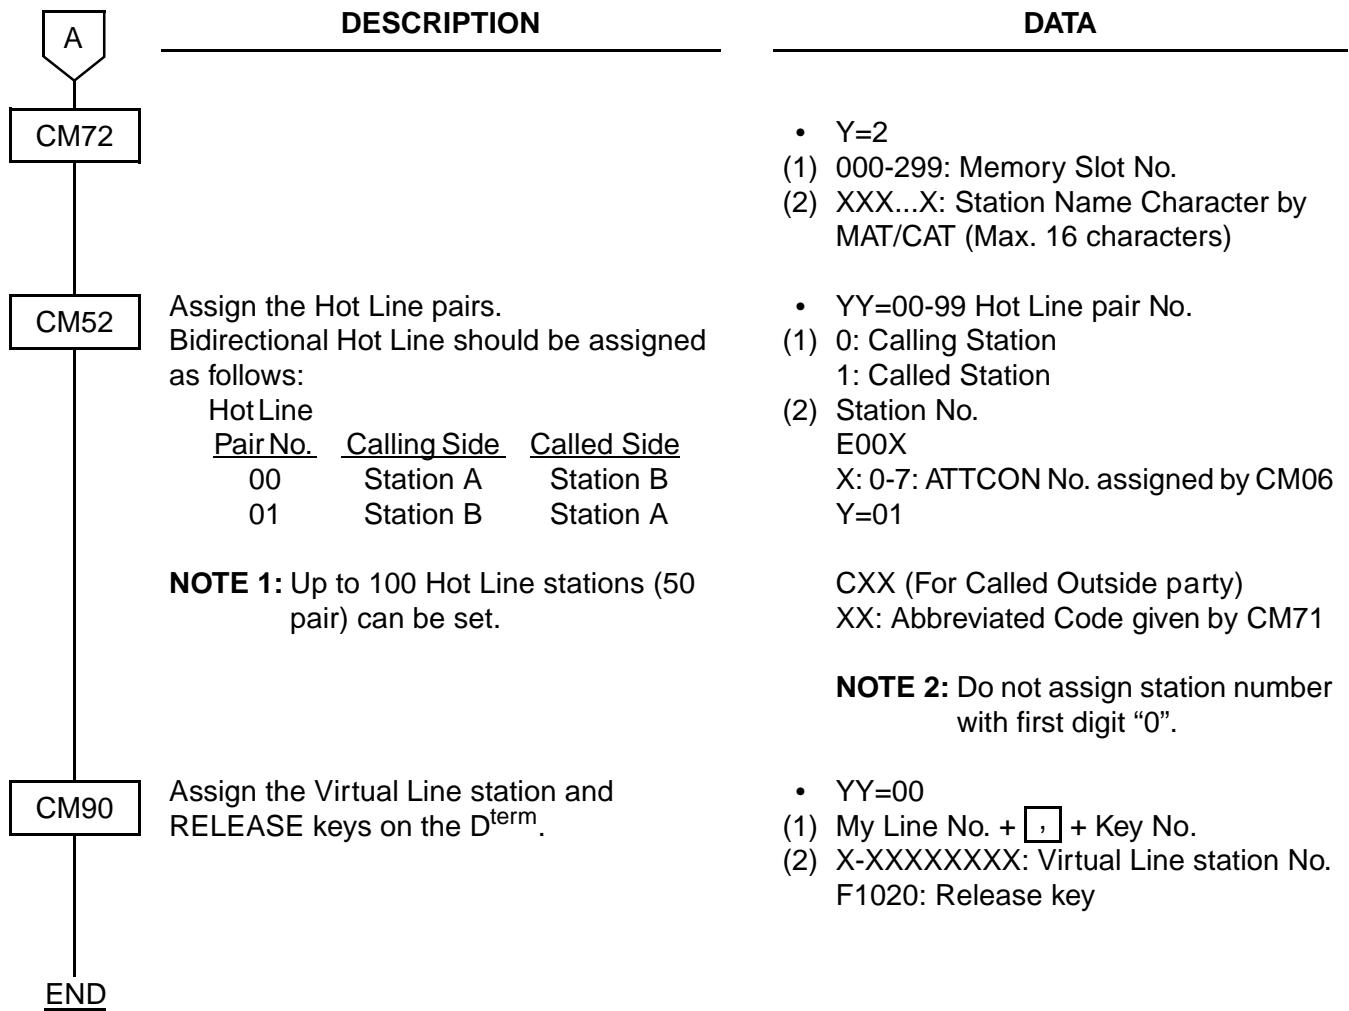 A
DESCRIPTION
DATA
CM72
• Y=2
(1) 000-299: Memory Slot No.
(2) XXX...X: Station Name Character by
MAT/CAT (Max. 16 characters)
CM52
Assign the Hot Line pairs.
Bidirectional Hot Line should be assigned
as follows:
Hot Line
Pair No. Calling Side Called Side
00 Station A Station B
01 Station B Station A
NOTE 1: Up to 100 Hot Line stations (50
pair) can be set.
• YY=00-99 Hot Line pair No.
(1) 0: Calling Station
1: Called Station
(2) Station No.
E00X
X: 0-7: ATTCON No. assigned by CM06
Y=01
CXX (For Called Outside party)
XX: Abbreviated Code given by CM71
NOTE 2: Do not assign station number
with first digit “0”.
CM90
Assign the Virtual Line station and
RELEASE keys on the Dterm.
• YY=00
(1) My Line No. + , + Key No.
(2) X-XXXXXXXX: Virtual Line station No.
F1020: Release key
END